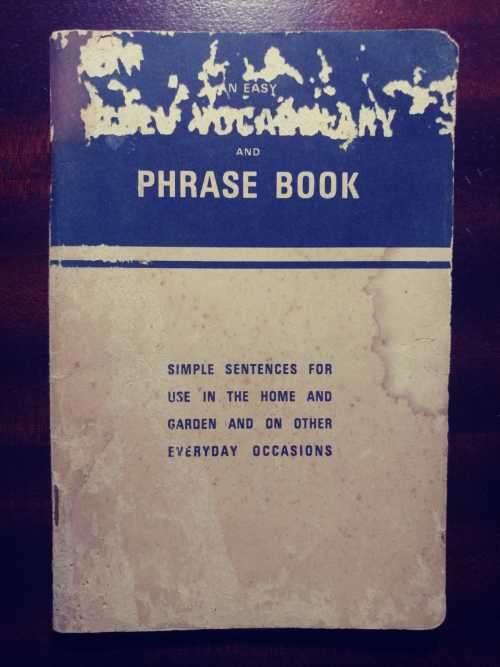 AN EASY
VOCABULARY
AND
PHRASE BOOK
SIMPLE SENTENCES FOR
USE IN THE HOME AND
GARDEN AND ON OTHER
EVERYDAY OCCASIONS